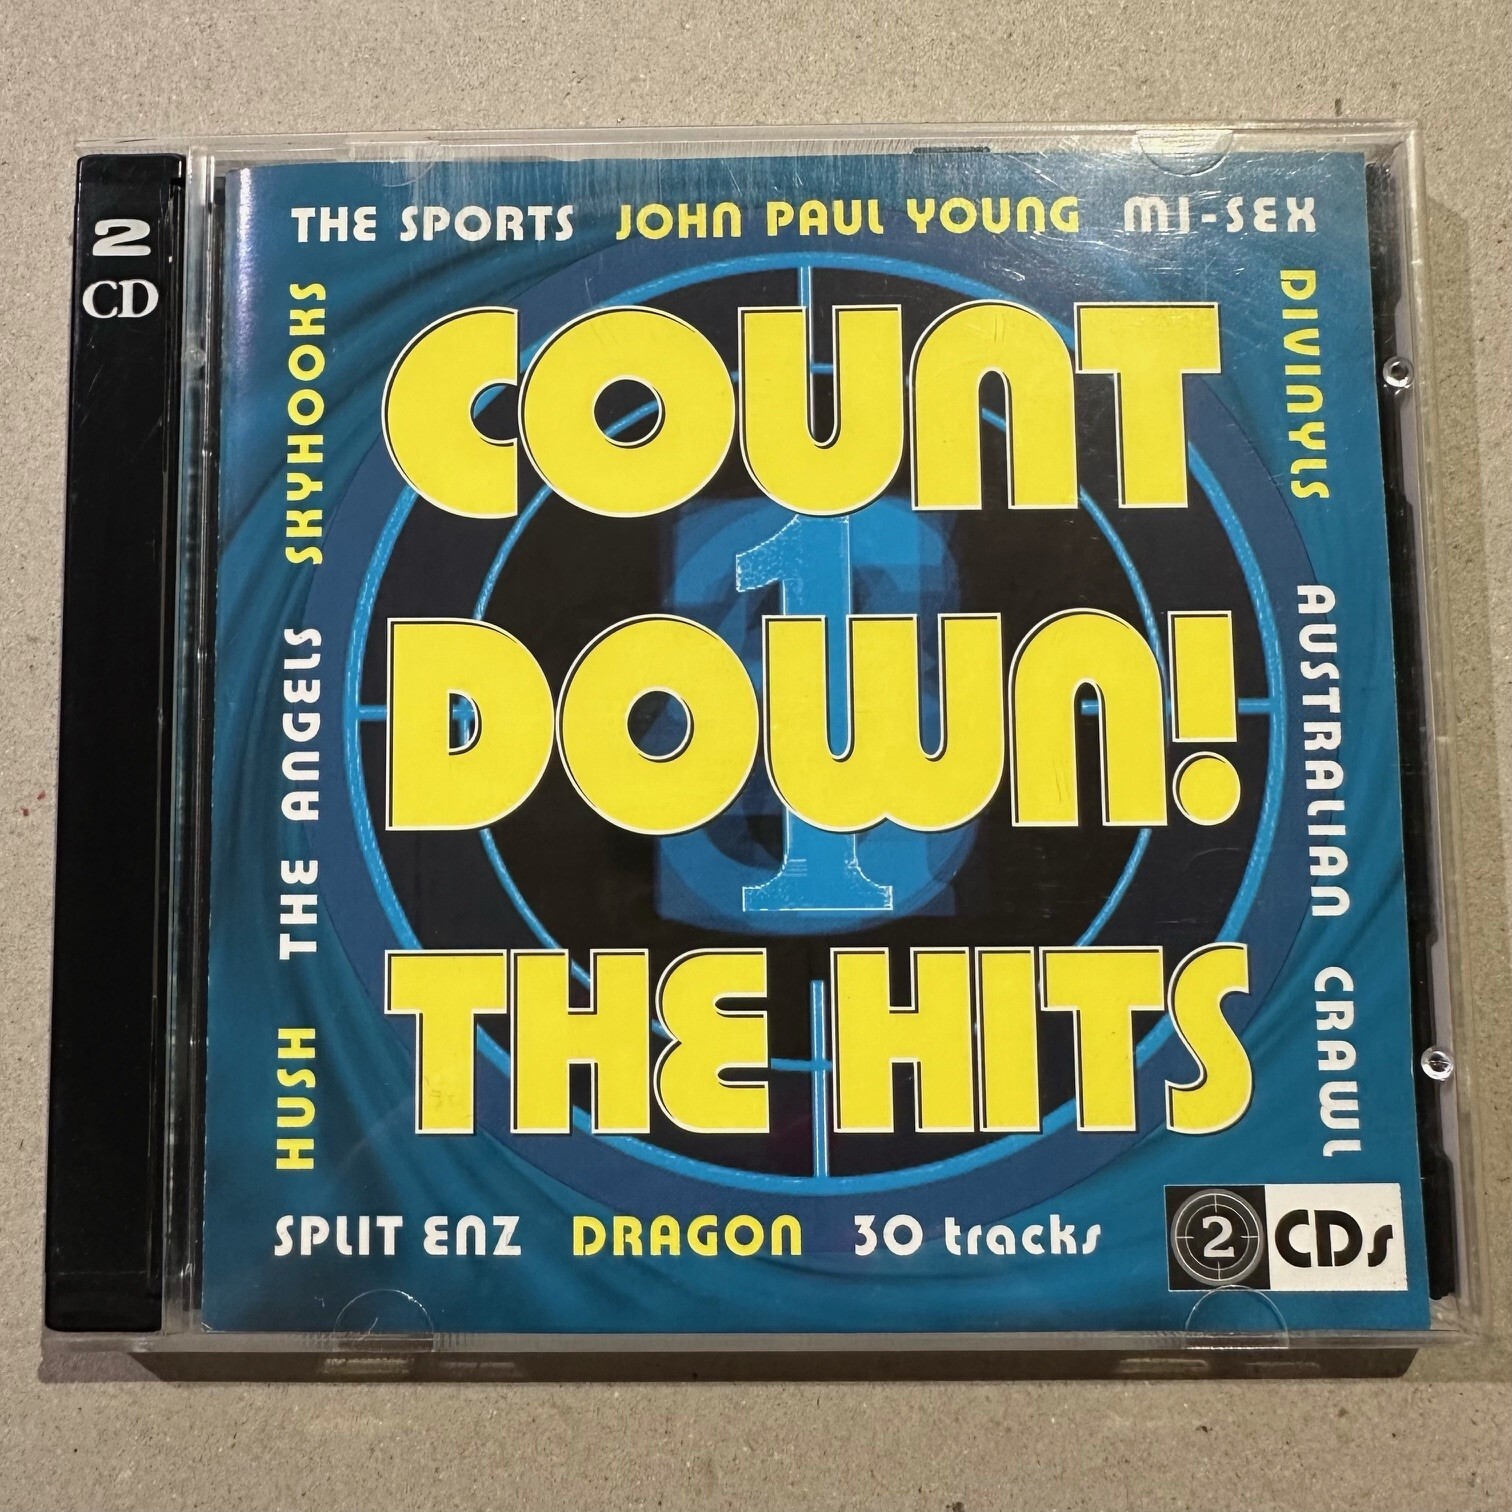 2
CD
THE SPORTS JOHN PAUL YOUNG MI-SEX
DIVINYLS AUSTRALIAN CRAWL
HUSH THE ANGELS SKYHOOKS
COUNT
1
DOWN!
THE HITS
SPLIT ENZ DRAGON 30 tracks
2 CDs